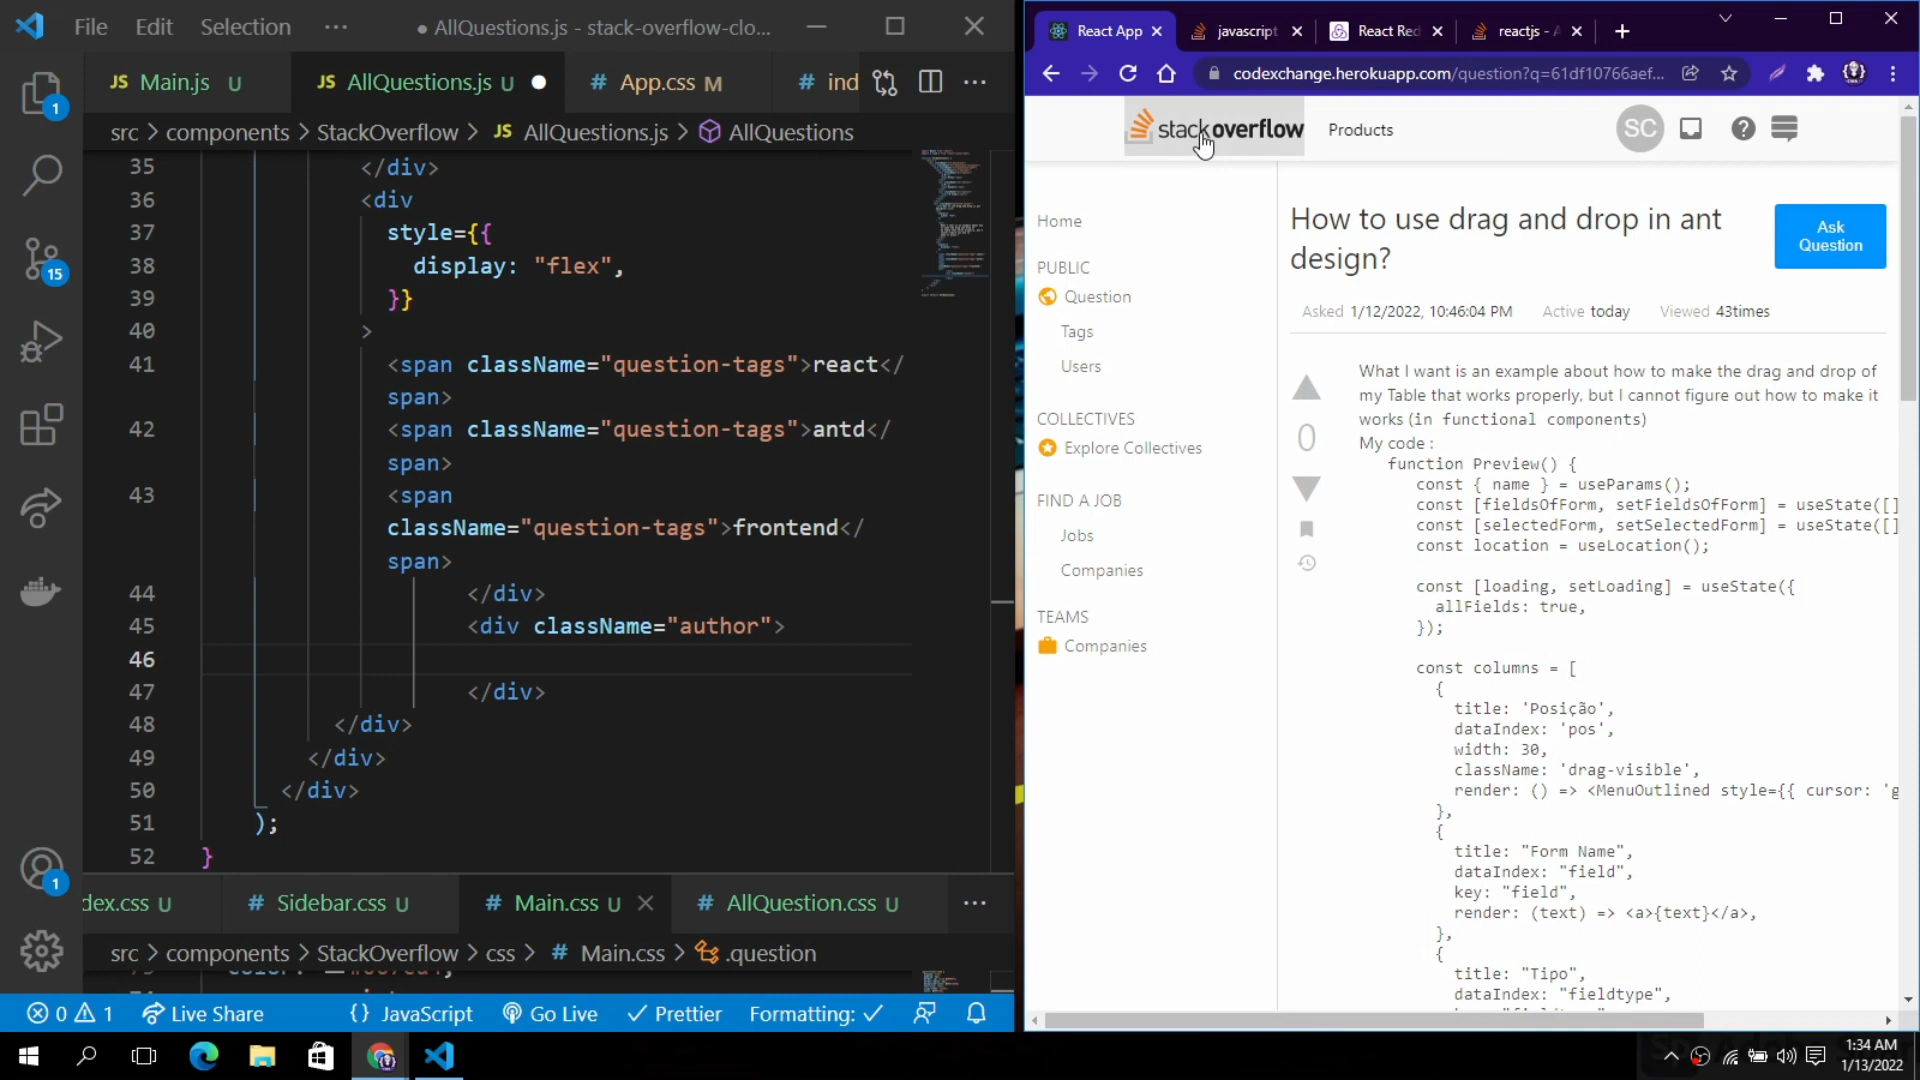 File Edit Selection ··· ● AllQuestions.js - stack-overflow-clo...
JS Main.js U JS AllQuestions.js U # App.css M # ind
src > components > StackOverflow > JS AllQuestions.js > AllQuestions
35 </div>
36 <div
37 style={{
38 display: "flex",
39 }}
40 >
41 <span className="question-tags">react</
span>
42 <span className="question-tags">antd</
span>
43 <span
className="question-tags">frontend</
span>
44 </div>
45 <div className="author">
46
47 </div>
48 </div>
49 </div>
50 </div>
51 );
52 }
1
15
1
dex.css U # Sidebar.css U # Main.css U # AllQuestion.css U
src > components > StackOverflow > css > # Main.css > .question
0 1 Live Share {} JavaScript Go Live Prettier Formatting:
React App javascript React Red reactjs - A
codexchange.herokuapp.com/question?q=61df10766aef...
stackoverflow Products SC
Home
PUBLIC
Question
Tags
Users
COLLECTIVES
Explore Collectives
FIND A JOB
Jobs
Companies
TEAMS
Companies
How to use drag and drop in ant
design?
Ask
Question
Asked 1/12/2022, 10:46:04 PM Active today Viewed 43times
0
What I want is an example about how to make the drag and drop of
my Table that works properly, but I cannot figure out how to make it
works (in functional components)
My code :
function Preview() {
const { name } = useParams();
const [fieldsOfForm, setFieldsOfForm] = useState([]
const [selectedForm, setSelectedForm] = useState([]
const location = useLocation();
const [loading, setLoading] = useState({
allFields: true,
});
const columns = [
{
title: 'Posição',
dataIndex: 'pos',
width: 30,
className: 'drag-visible',
render: () => <MenuOutlined style={{ cursor: 'g
},
{
title: "Form Name",
dataIndex: "field",
key: "field",
render: (text) => <a>{text}</a>,
},
{
title: "Tipo",
dataIndex: "fieldtype",
1:34 AM
1/13/2022